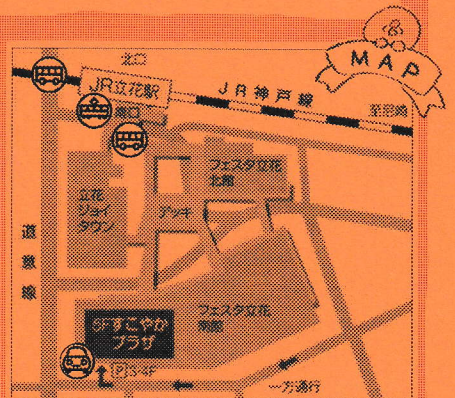 MAP
北口
JR立花駅
JR神戸線
南口
至尼崎
フェスタ立花
北館
立花
ジョイ
タウン
アッキ
道意線
フェスタ立花
南館
5Fすこやか
プラザ
P3・4F
一方通行